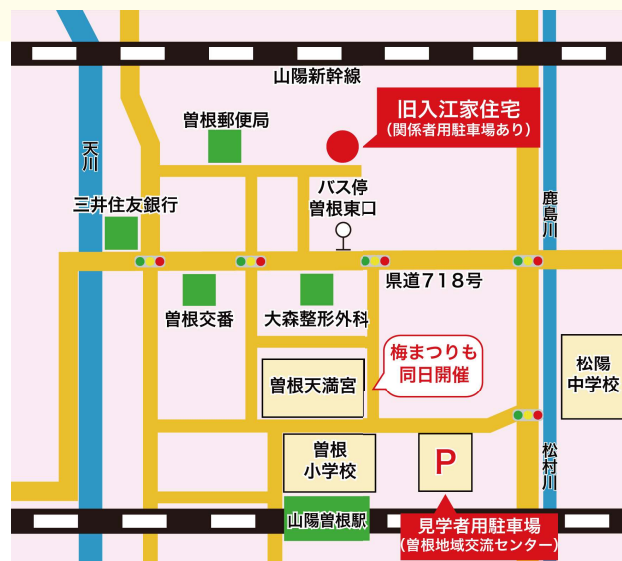 山陽新幹線
旧入江家住宅
(関係者用駐車場あり)
曽根郵便局
天川
バス停
曽根東口
三井住友銀行
鹿島川
県道718号
曽根交番
大森整形外科
梅まつりも
同日開催
曽根天満宮
松陽
中学校
曽根
小学校
P
松村川
山陽曽根駅
見学者用駐車場
(曽根地域交流センター)